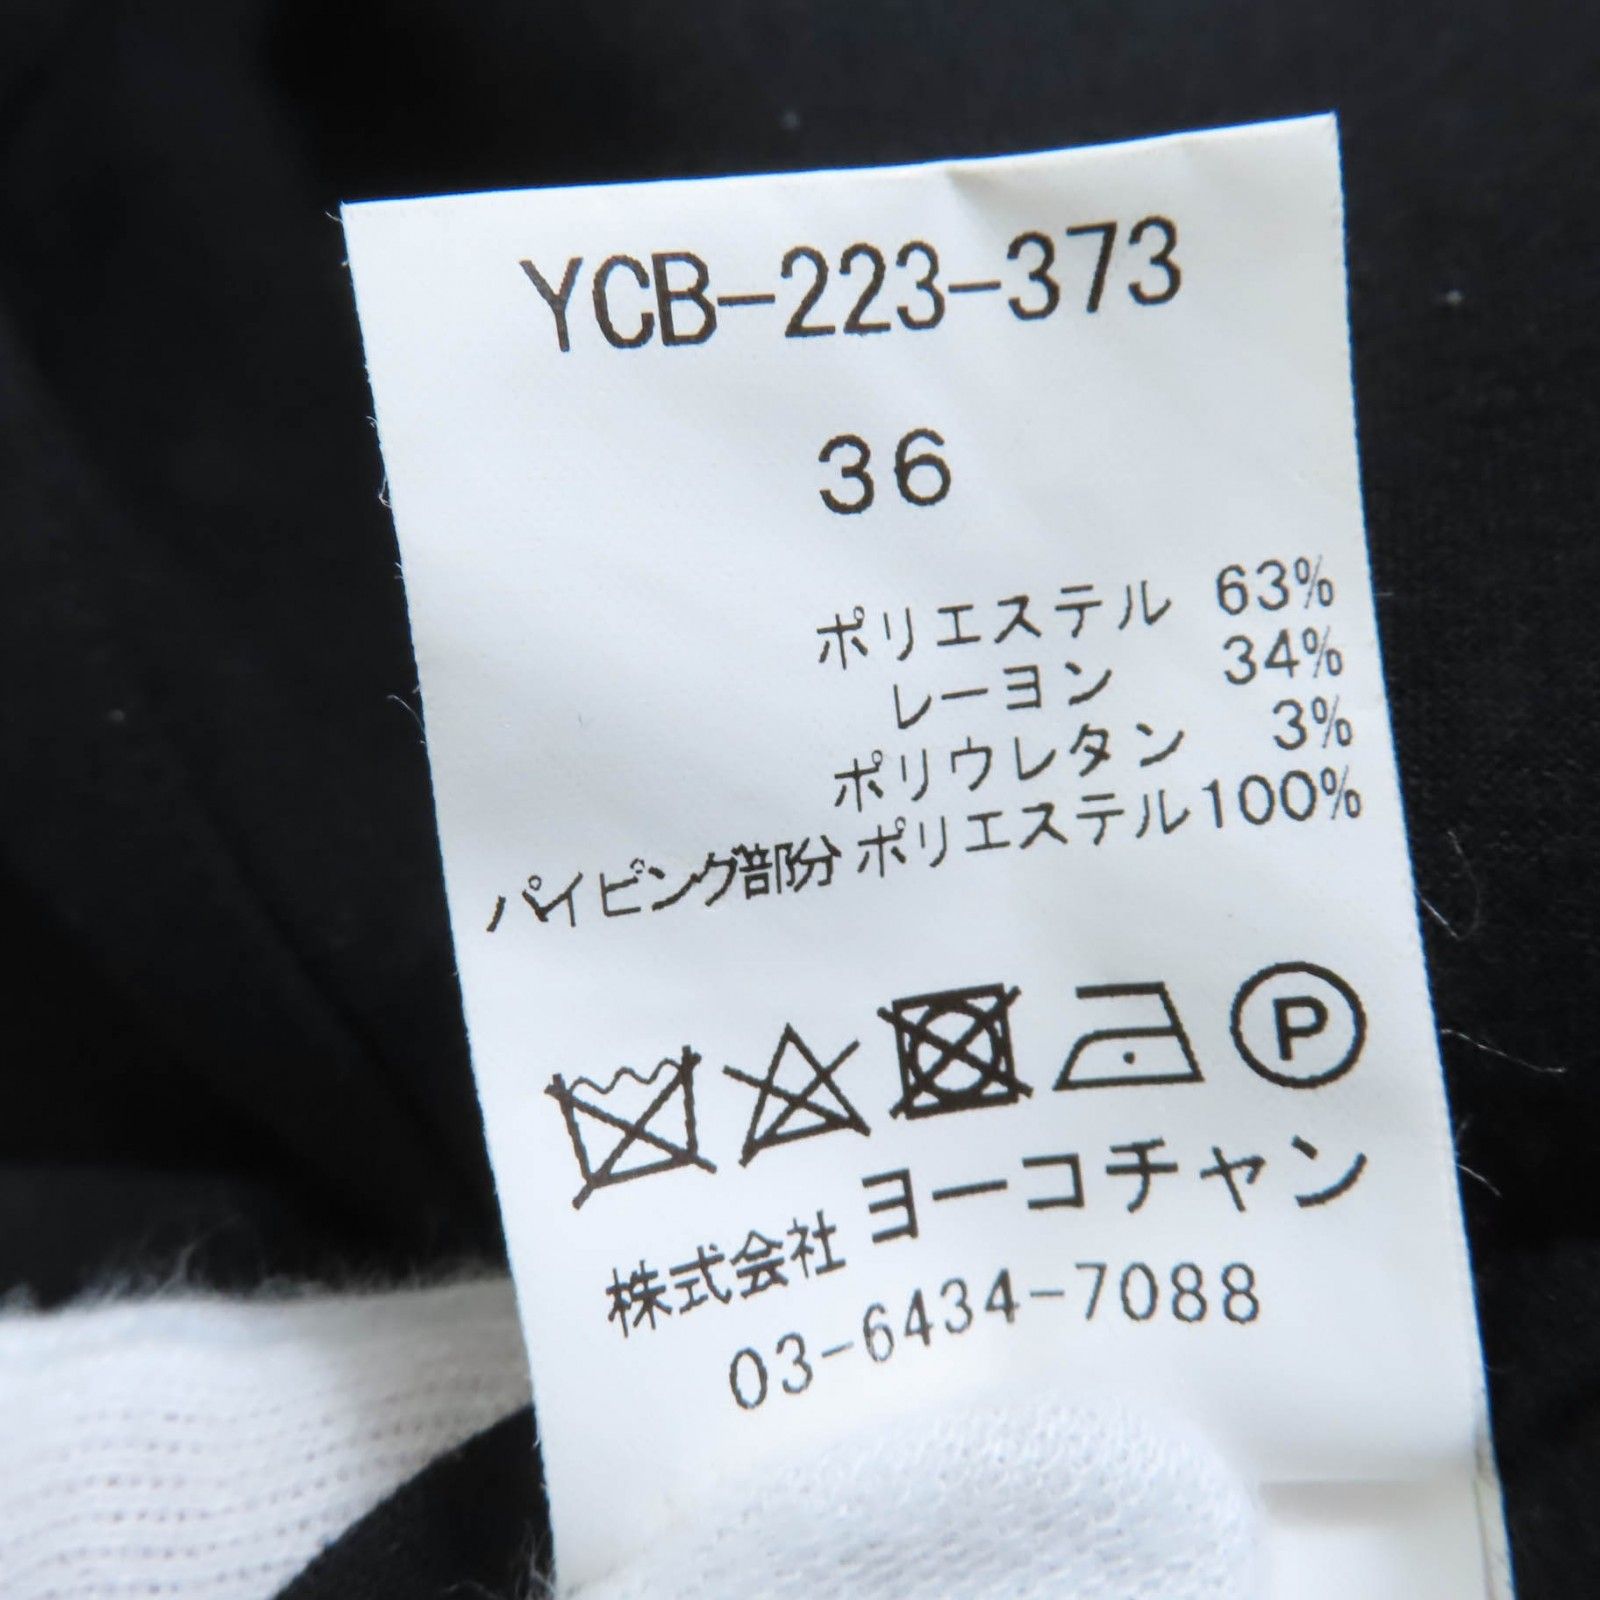 YCB-223-373
36
ポリエステル 63%
レーヨン 34%
ポリウレタン 3%
パイピング部分 ポリエステル100%
P
株式会社 ヨーコチャン
03-6434-7088